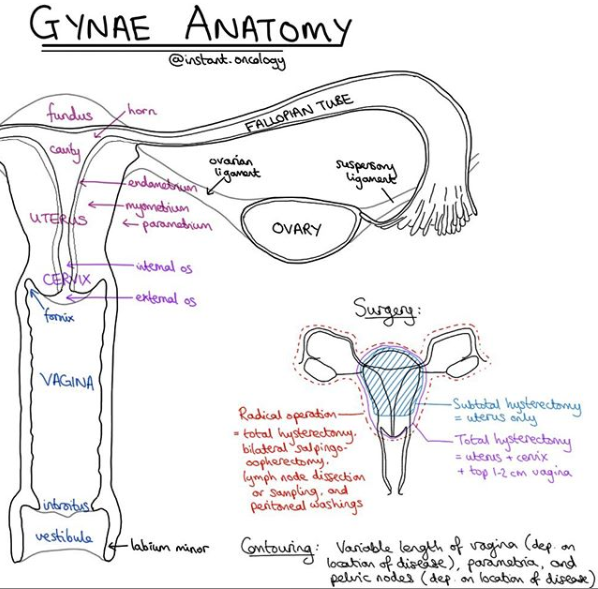 GYNAE ANATOMY
@instant.oncology
fundus
horn
FALLOPIAN TUBE
cavity
ovarian
ligament
suspensory
ligament
endometrium
myometrium
UTERUS
parametrium
OVARY
internal os
CERVIX
external os
fornix
VAGINA
introitus
vestibule
labium minor
Surgery:
Radical operation
= total hysterectomy,
bilateral salpingo-
oopherectomy,
lymph node dissection
or sampling, and
peritoneal washings
Subtotal hysterectomy
= uterus only
Total hysterectomy
= uterus + cervix
+ top 1-2 cm vagina
Contouring: Variable length of vagina (dep. on
location of disease), parametria, and
pelvic nodes (dep. on location of disease)